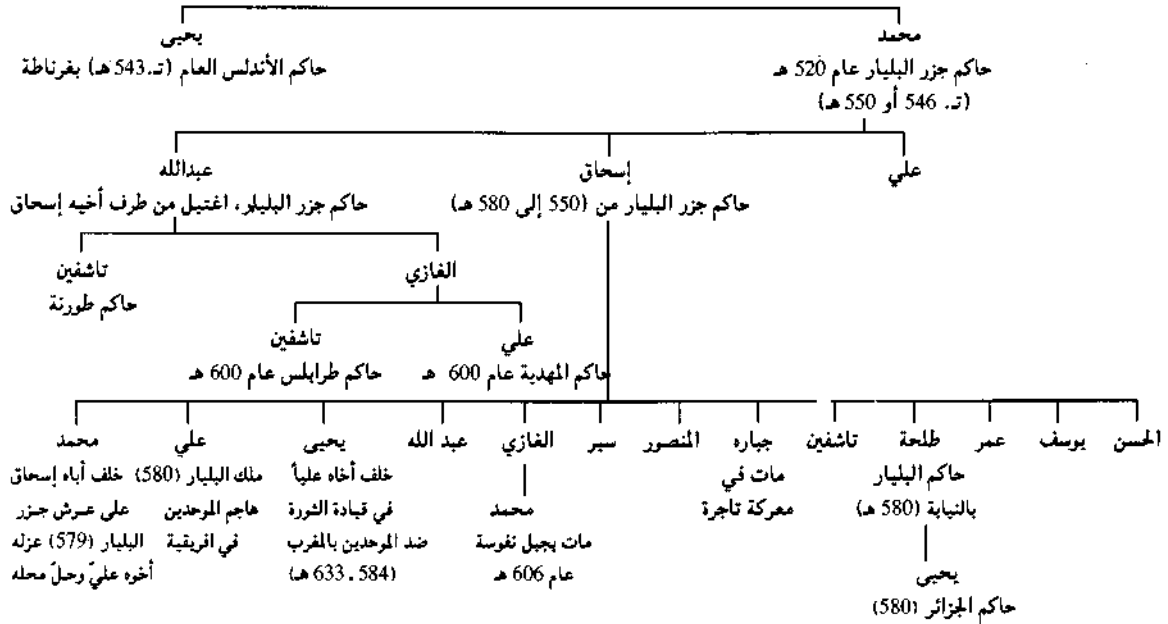 محمد
حاكم جزر البليار عام 520 هـ
(تـ. 546 أو 550 هـ)
يحيى
حاكم الأندلس العام (تـ.543 هـ) بغرناطة
علي
إسحاق
حاكم جزر البليار من (550 إلى 580 هـ)
عبدالله
حاكم جزر البليار، اغتيل من طرف أخيه إسحاق
الغازي
تاشفين
حاكم طورنة
علي
حاكم المهدية عام 600 هـ
تاشفين
حاكم طرابلس عام 600 هـ
الحسن
يوسف
عمر
طلحة
حاكم البليار
بالنيابة (580 هـ)
يحيى
حاكم الجزائر (580)
تاشفين
جباره
مات في
معركة تاجرة
المنصور
سير
الغازي
محمد
مات بجبل نفوسة
عام 606 هـ
عبد الله
يحيى
خلف أخاه علياً
في قيادة الثورة
ضد الموحدين بالمغرب
(584 ـ 633 هـ)
علي
ملك البليار (580)
هاجم الموحدين
في افريقية
محمد
خلف أباه إسحاق
على عـرش جـزر
البليار (579) عزله
أخوه عليّ وحلّ محله